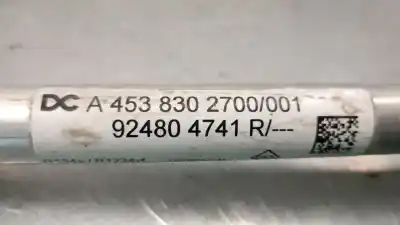 DC A 453 830 2700/001
92480 4741 R/---